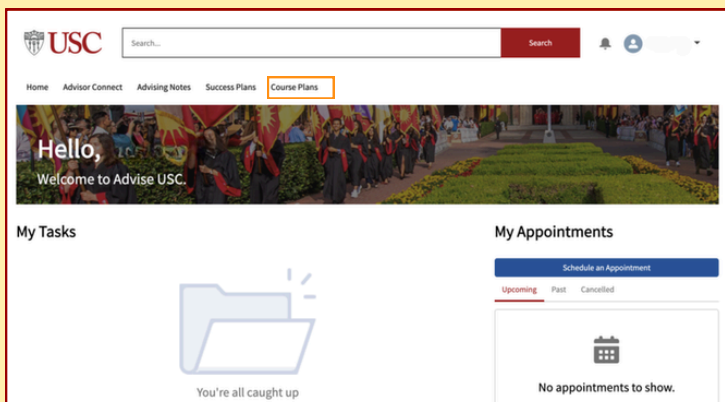 USC
Search...
Search
Home Advisor Connect Advising Notes Success Plans Course Plans
Hello,
Welcome to Advise USC.
My Tasks
My Appointments
Schedule an Appointment
Upcoming Past Cancelled
You're all caught up
No appointments to show.